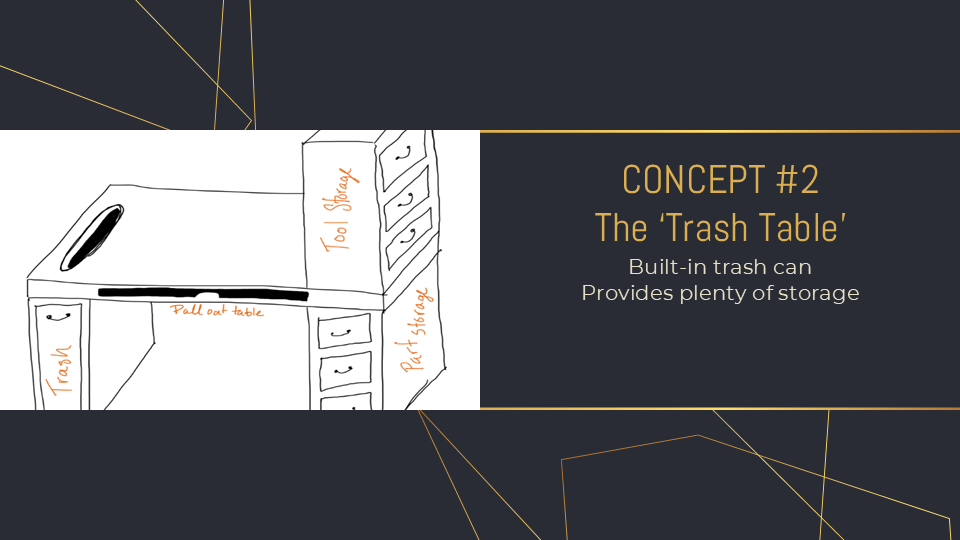 CONCEPT #2
The ‘Trash Table’
Built-in trash can
Provides plenty of storage
Tool Storage
Pull out table
Trash
Part storage